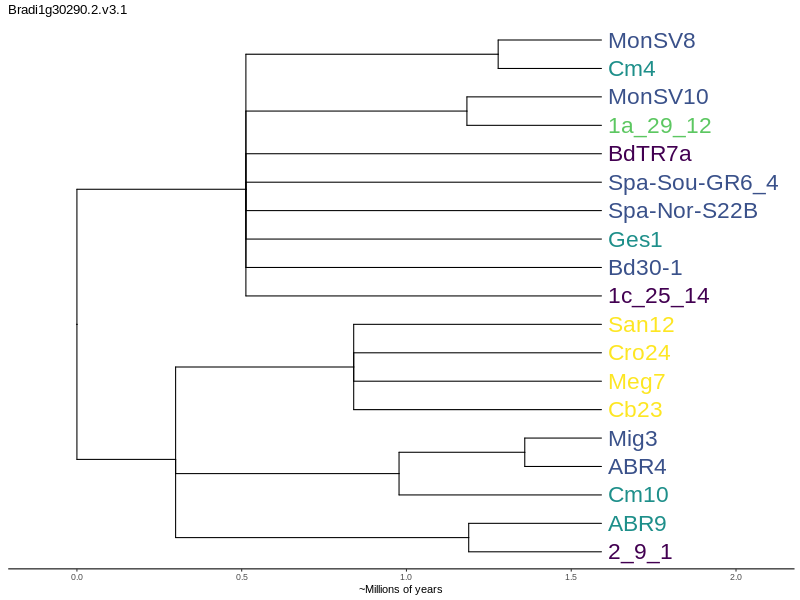 Bradi1g30290.2.v3.1
MonSV8
Cm4
MonSV10
1a_29_12
BdTR7a
Spa-Sou-GR6_4
Spa-Nor-S22B
Ges1
Bd30-1
1c_25_14
San12
Cro24
Meg7
Cb23
Mig3
ABR4
Cm10
ABR9
2_9_1
0.0 0.5 1.0 1.5 2.0
~Millions of years